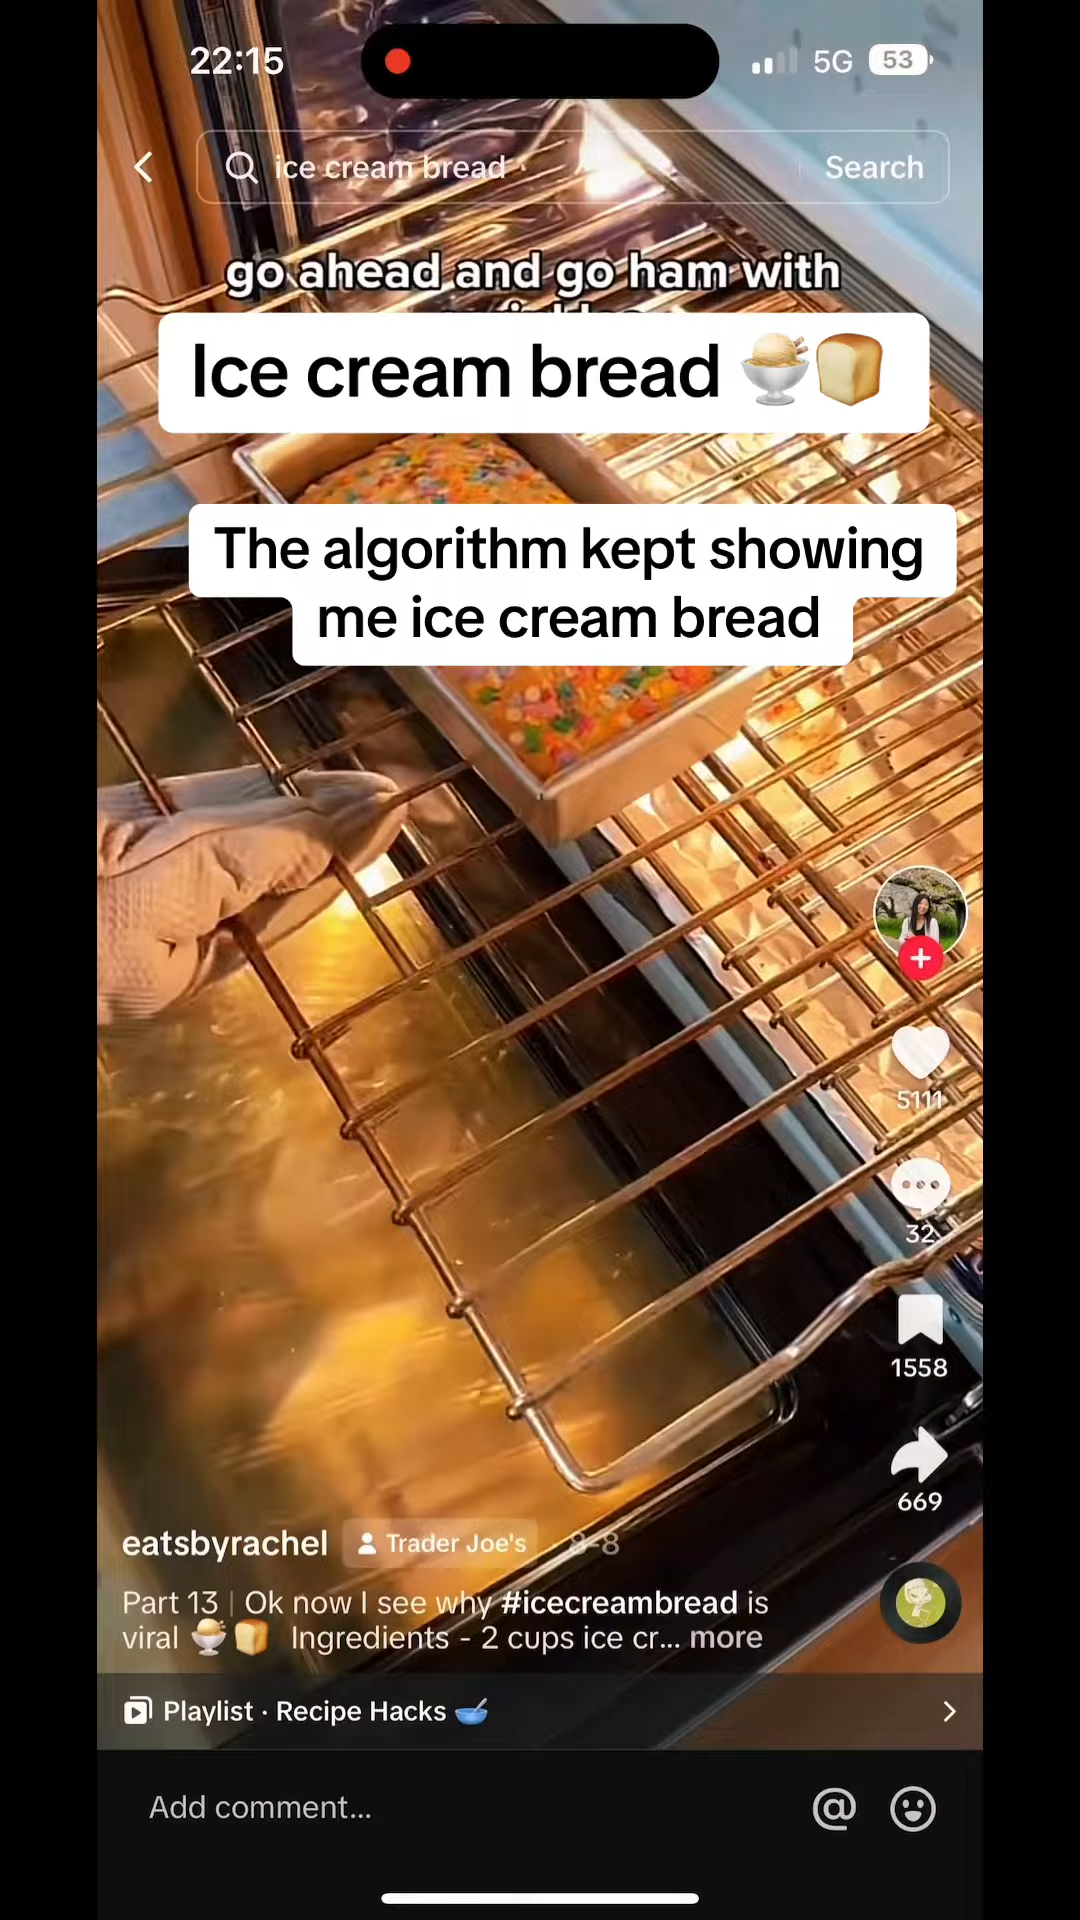 22:15
5G
53
ice cream bread
Search
go ahead and go ham with
Ice cream bread
The algorithm kept showing
me ice cream bread
5111
32
1558
669
eatsbyrachel
Trader Joe's
8-8
Part 13 | Ok now I see why #icecreambread is
viral 🍨🍞 Ingredients - 2 cups ice cr... more
Playlist · Recipe Hacks
Add comment...